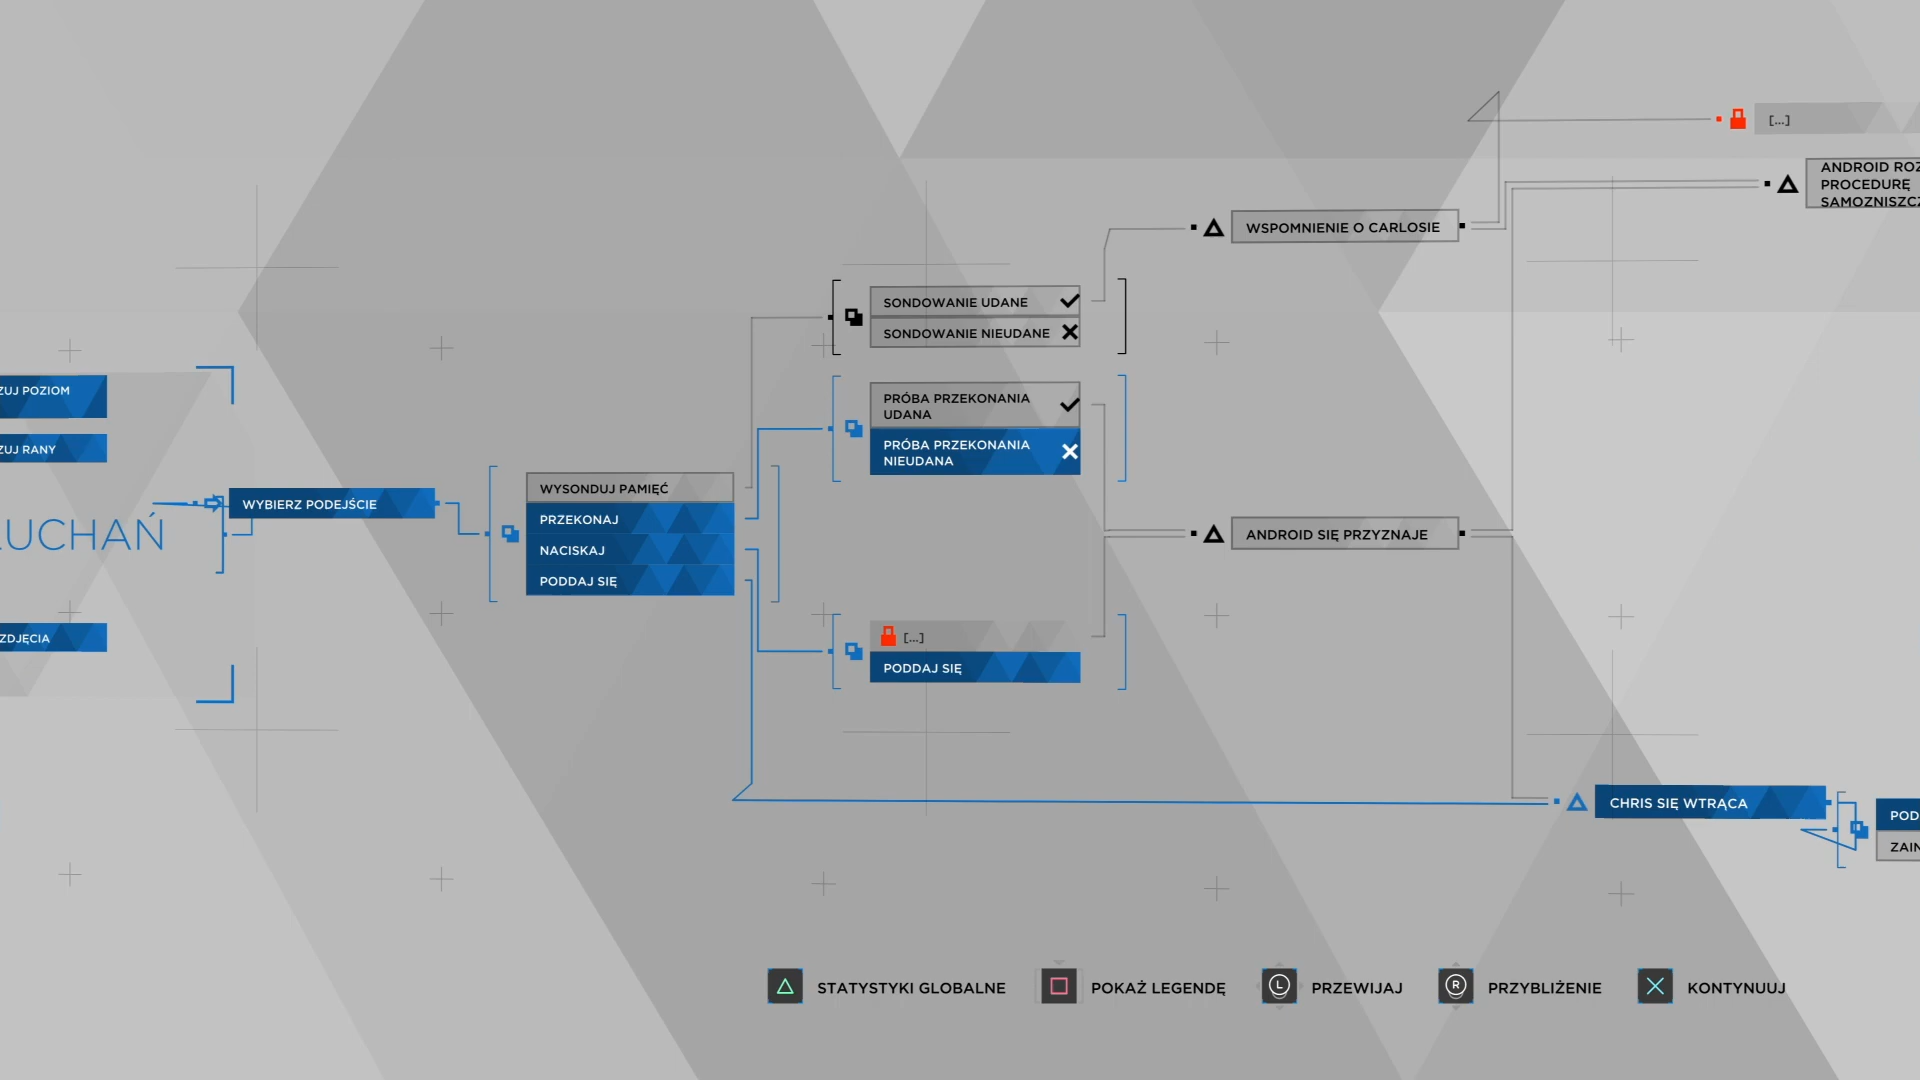 ZUJ POZIOM
ZUJ RANY
UCHAŃ
ZDJĘCIA
WYBIERZ PODEJŚCIE
WYSONDUJ PAMIĘĆ
PRZEKONAJ
NACISKAJ
PODDAJ SIĘ
SONDOWANIE UDANE
SONDOWANIE NIEUDANE
PRÓBA PRZEKONANIA
UDANA
PRÓBA PRZEKONANIA
NIEUDANA
[...]
PODDAJ SIĘ
WSPOMNIENIE O CARLOSIE
ANDROID SIĘ PRZYZNAJE
[...]
ANDROID ROZ
PROCEDURĘ
SAMOZNISZCZ
CHRIS SIĘ WTRĄCA
POD
ZAIN
STATYSTYKI GLOBALNE
POKAŻ LEGENDĘ
L
PRZEWIJAJ
R
PRZYBLIŻENIE
KONTYNUUJ